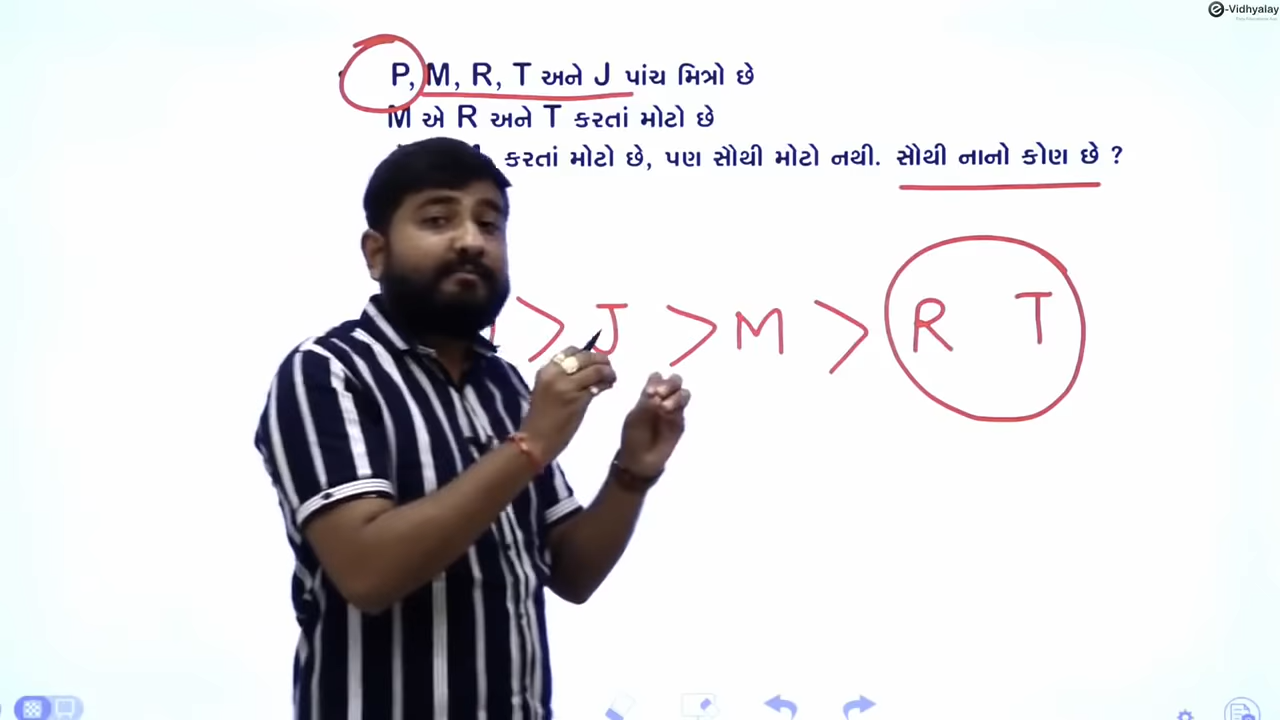 e-Vidhyalay
P, M, R, T અને J પાંચ મિત્રો છે
M એ R અને T કરતાં મોટો છે
કરતાં મોટો છે, પણ સૌથી મોટો નથી. સૌથી નાનો કોણ છે ?
> J > M > R T